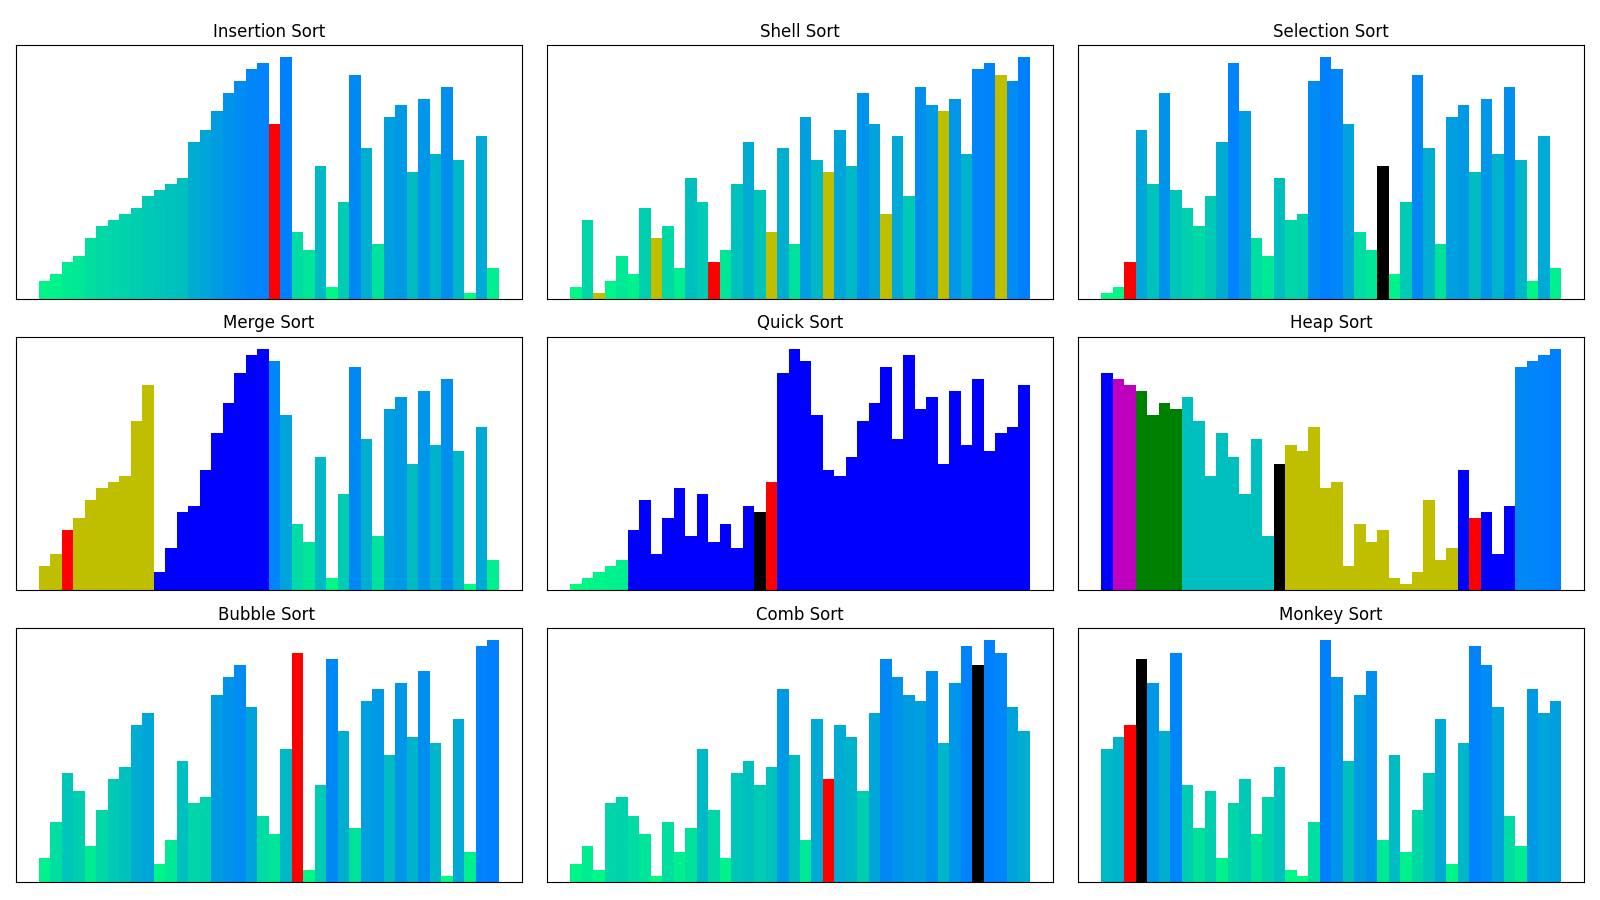 Insertion Sort
Shell Sort
Selection Sort
Merge Sort
Quick Sort
Heap Sort
Bubble Sort
Comb Sort
Monkey Sort